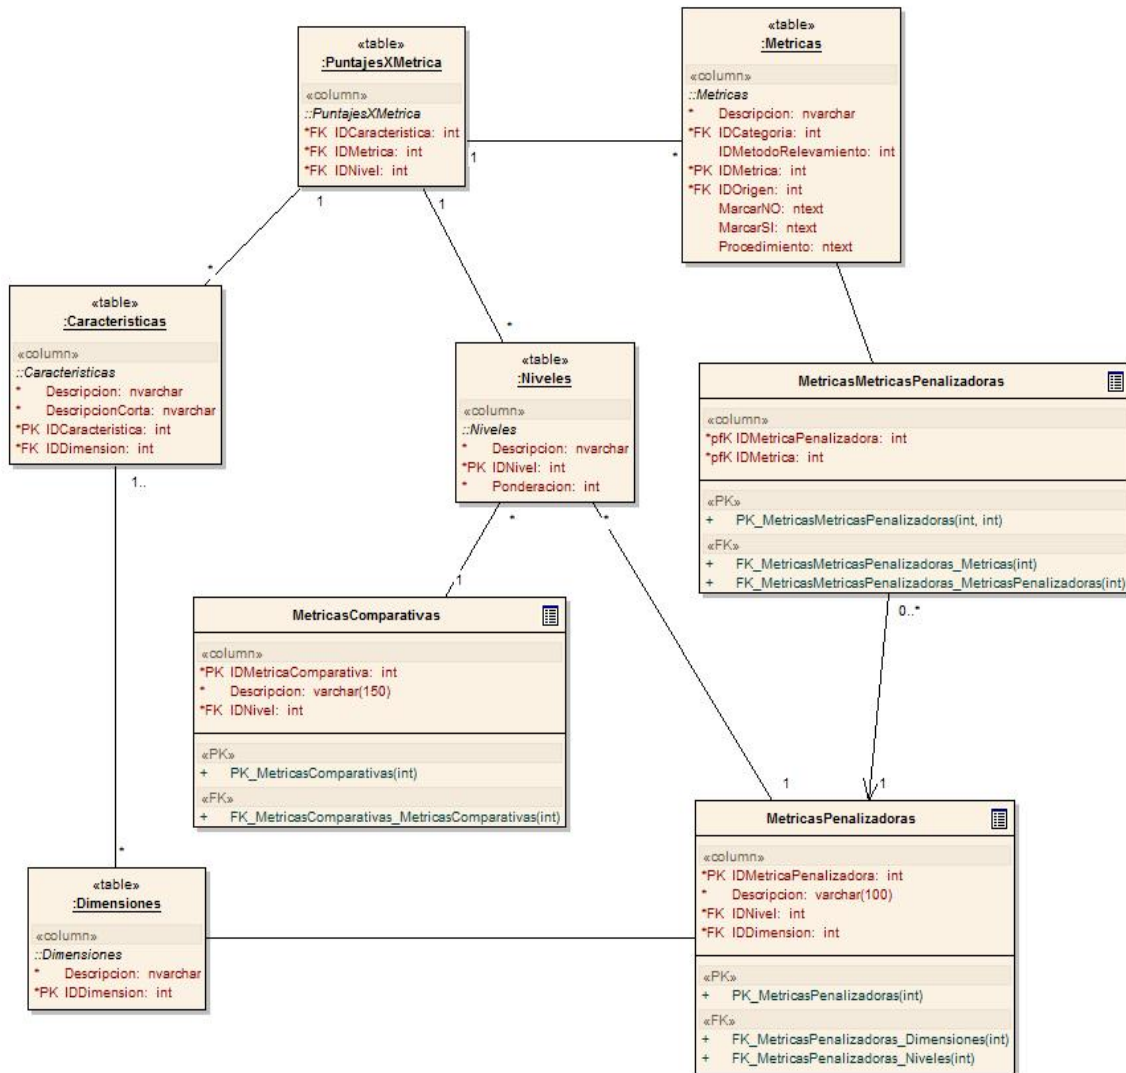 «table»
:PuntajesXMetrica
«column»
::PuntajesXMetrica
*FK IDCaracteristica: int
*FK IDMetrica: int
*FK IDNivel: int
«table»
:Metricas
«column»
::Metricas
* Descripcion: nvarchar
*FK IDCategoria: int
IDMetodoRelevamiento: int
*PK IDMetrica: int
*FK IDOrigen: int
MarcarNO: ntext
MarcarSI: ntext
Procedimiento: ntext
1
*
1
1
*
*
«table»
:Caracteristicas
«column»
::Caracteristicas
* Descripcion: nvarchar
* DescripcionCorta: nvarchar
*PK IDCaracteristica: int
*FK IDDimension: int
1..
«table»
:Niveles
«column»
::Niveles
* Descripcion: nvarchar
*PK IDNivel: int
* Ponderacion: int
*
*
MetricasMetricasPenalizadoras
«column»
*pfK IDMetricaPenalizadora: int
*pfK IDMetrica: int
«PK»
+ PK_MetricasMetricasPenalizadoras(int, int)
«FK»
+ FK_MetricasMetricasPenalizadoras_Metricas(int)
+ FK_MetricasMetricasPenalizadoras_MetricasPenalizadoras(int)
0..*
1
MetricasComparativas
«column»
*PK IDMetricaComparativa: int
* Descripcion: varchar(150)
*FK IDNivel: int
«PK»
+ PK_MetricasComparativas(int)
«FK»
+ FK_MetricasComparativas_MetricasComparativas(int)
1
1
MetricasPenalizadoras
«column»
*PK IDMetricaPenalizadora: int
* Descripcion: varchar(100)
*FK IDNivel: int
*FK IDDimension: int
«PK»
+ PK_MetricasPenalizadoras(int)
«FK»
+ FK_MetricasPenalizadoras_Dimensiones(int)
+ FK_MetricasPenalizadoras_Niveles(int)
*
«table»
:Dimensiones
«column»
::Dimensiones
* Descripcion: nvarchar
*PK IDDimension: int